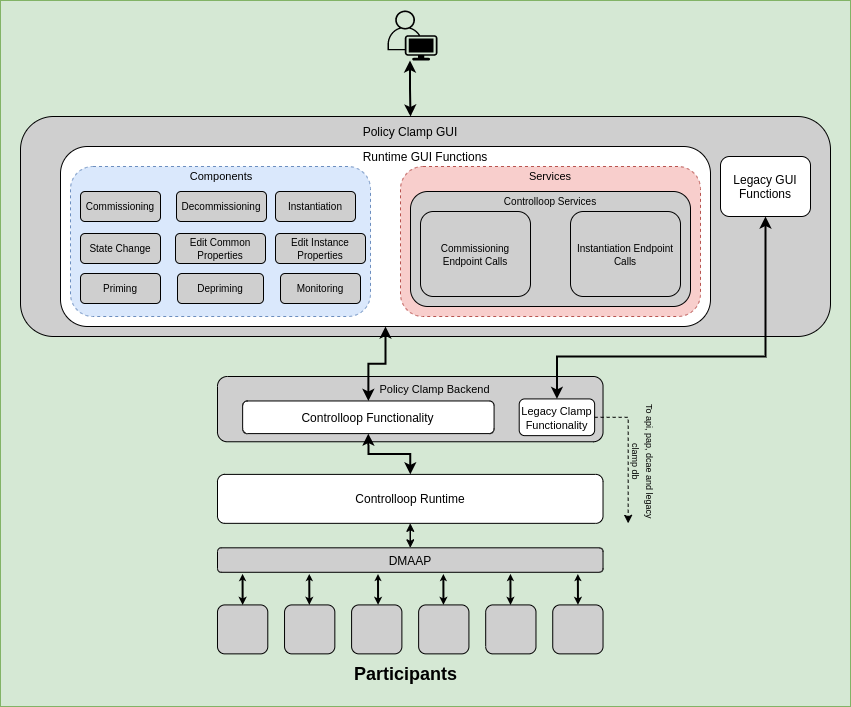 Policy Clamp GUI
Runtime GUI Functions
Components
Commissioning
Decommissioning
Instantiation
State Change
Edit Common
Properties
Edit Instance
Properties
Priming
Depriming
Monitoring
Services
Controlloop Services
Commissioning
Endpoint Calls
Instantiation Endpoint
Calls
Legacy GUI
Functions
Policy Clamp Backend
Controlloop Functionality
Legacy Clamp
Functionality
To api, pap, dcae and legacy
clamp db
Controlloop Runtime
DMAAP
Participants